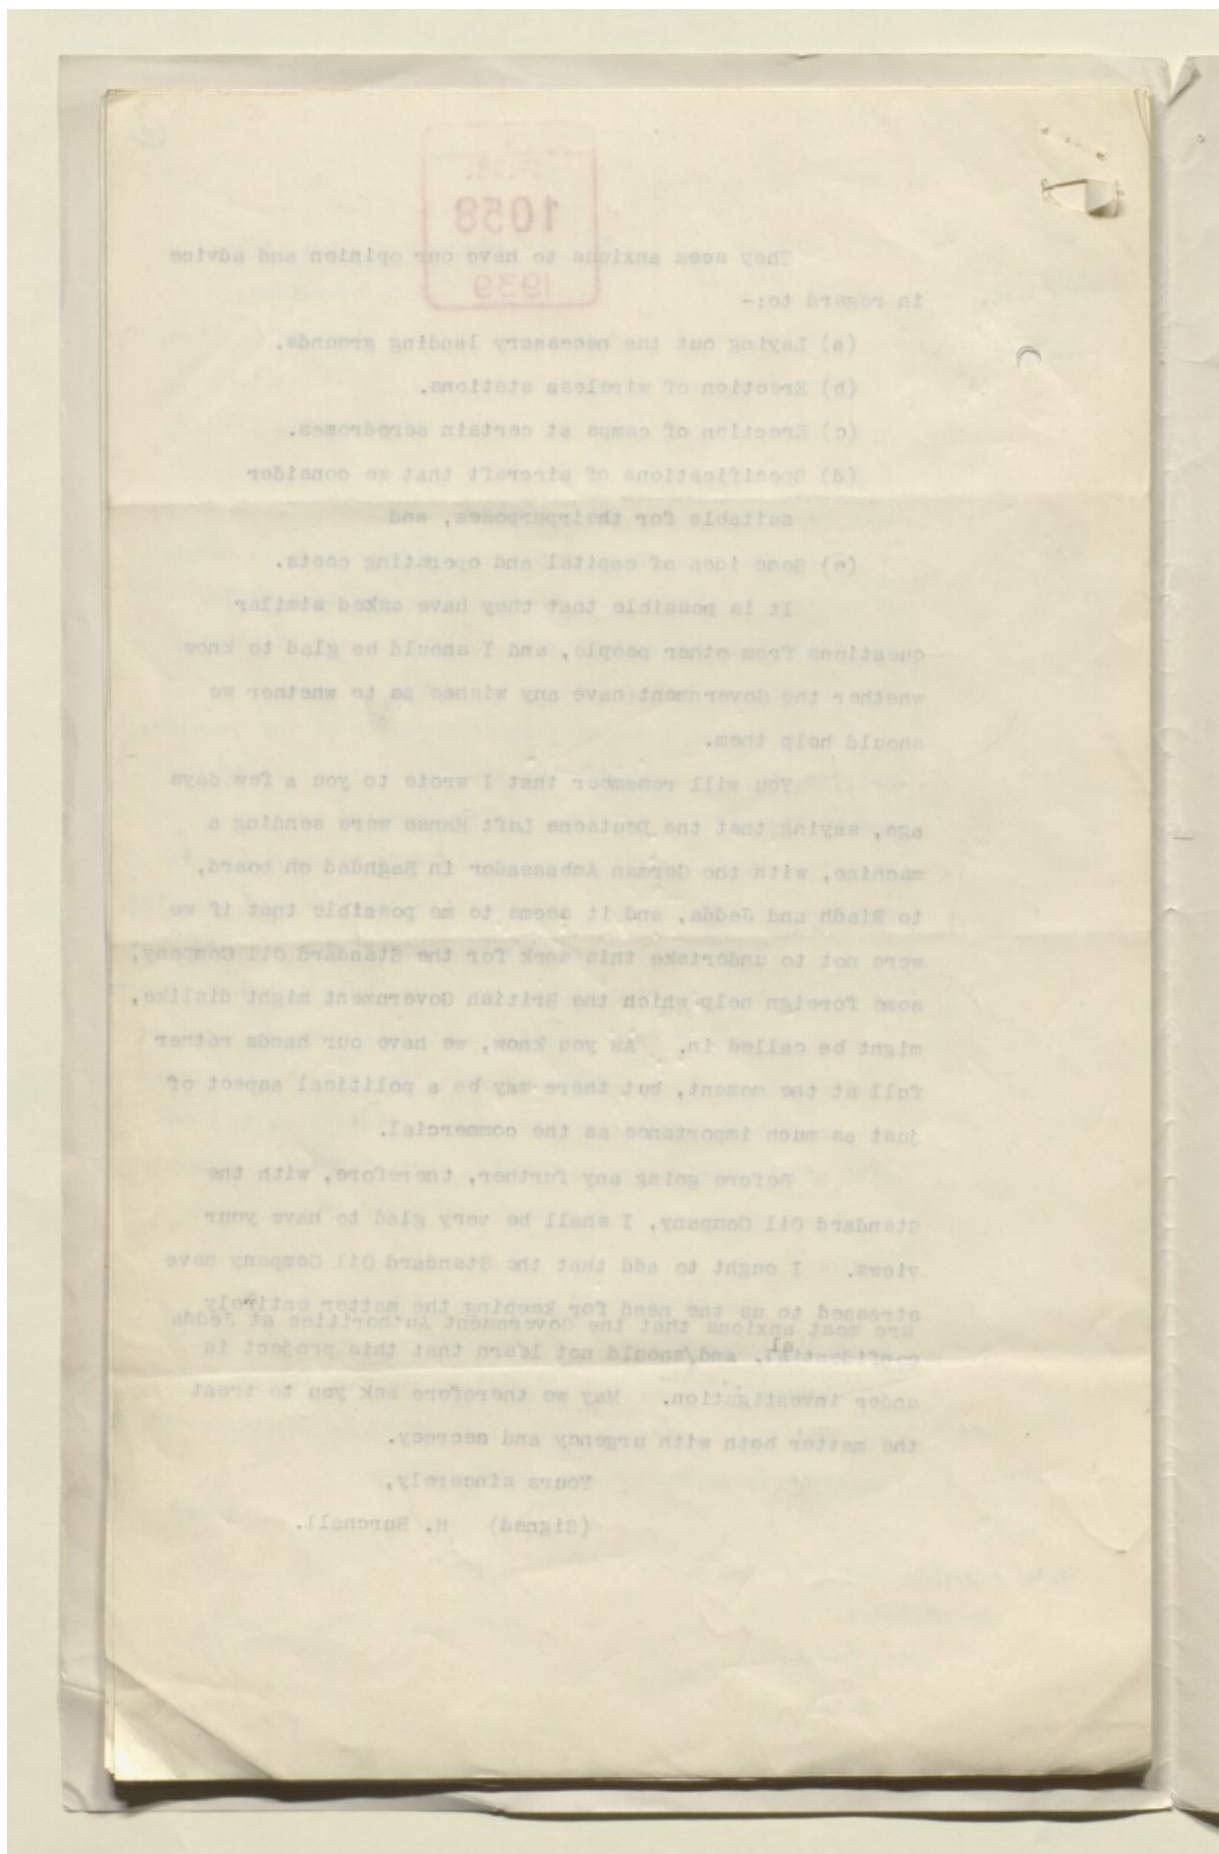 1058
1939
They seem anxious to have our opinion and advice
in regard to:-
(a) Laying out the necessary landing grounds.
(b) Erection of wireless stations.
(c) Erection of camps at certain aerodromes.
(d) Specifications of aircraft that we consider
suitable for theirpurposes, and
(e) Some idea of capital and operating costs.
It is possible that they have asked similar
questions from other people, and I should be glad to know
whether the Government have any wishes as to whether we
should help them.
You will remember that I wrote to you a few days
ago, saying that the Deutsche Luft Hansa were sending a
machine, with the German Ambassador in Baghdad on board,
to Riadh and Jedda, and it seems to me possible that if we
were not to undertake this work for the Standard Oil Company,
some foreign help which the British Government might dislike,
might be called in. As you know, we have our hands rather
full at the moment, but there may be a political aspect of
just as much importance as the commercial.
Before going any further, therefore, with the
Standard Oil Company, I shall be very glad to have your
views. I ought to add that the Standard Oil Company have
stressed to us the need for keeping the matter entirely
are most anxious that the Government Authorities at Jedda
confidential, and/should not learn that this project is
under investigation. May we therefore ask you to treat
the matter both with urgency and secrecy.
Yours sincerely,
(Signed) H. Burchall.